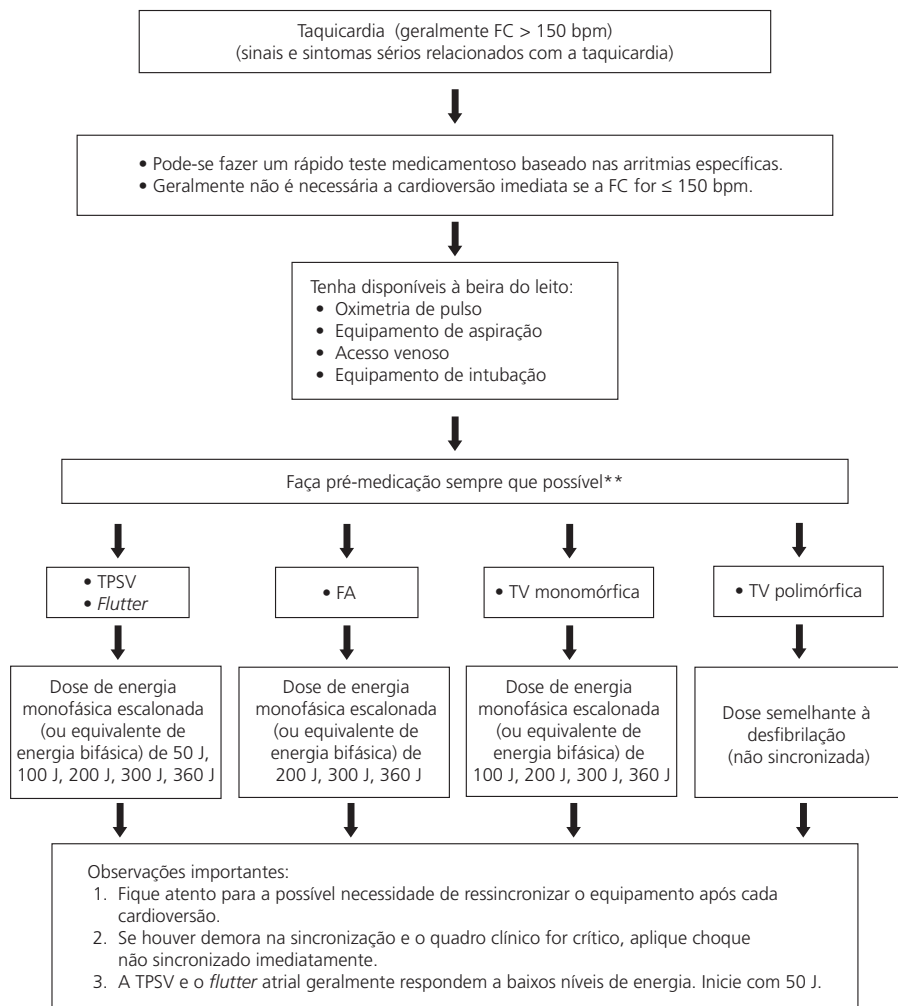 Taquicardia (geralmente FC > 150 bpm)
(sinais e sintomas sérios relacionados com a taquicardia)
• Pode-se fazer um rápido teste medicamentoso baseado nas arritmias específicas.
• Geralmente não é necessária a cardioversão imediata se a FC for ≤ 150 bpm.
Tenha disponíveis à beira do leito:
• Oximetria de pulso
• Equipamento de aspiração
• Acesso venoso
• Equipamento de intubação
Faça pré-medicação sempre que possível**
• TPSV
• Flutter
• FA
• TV monomórfica
• TV polimórfica
Dose de energia
monofásica escalonada
(ou equivalente de
energia bifásica) de 50 J,
100 J, 200 J, 300 J, 360 J
Dose de energia
monofásica escalonada
(ou equivalente de
energia bifásica) de
200 J, 300 J, 360 J
Dose de energia
monofásica escalonada
(ou equivalente de
energia bifásica) de
100 J, 200 J, 300 J, 360 J
Dose semelhante à
desfibrilação
(não sincronizada)
Observações importantes:
1. Fique atento para a possível necessidade de ressincronizar o equipamento após cada
cardioversão.
2. Se houver demora na sincronização e o quadro clínico for crítico, aplique choque
não sincronizado imediatamente.
3. A TPSV e o flutter atrial geralmente respondem a baixos níveis de energia. Inicie com 50 J.